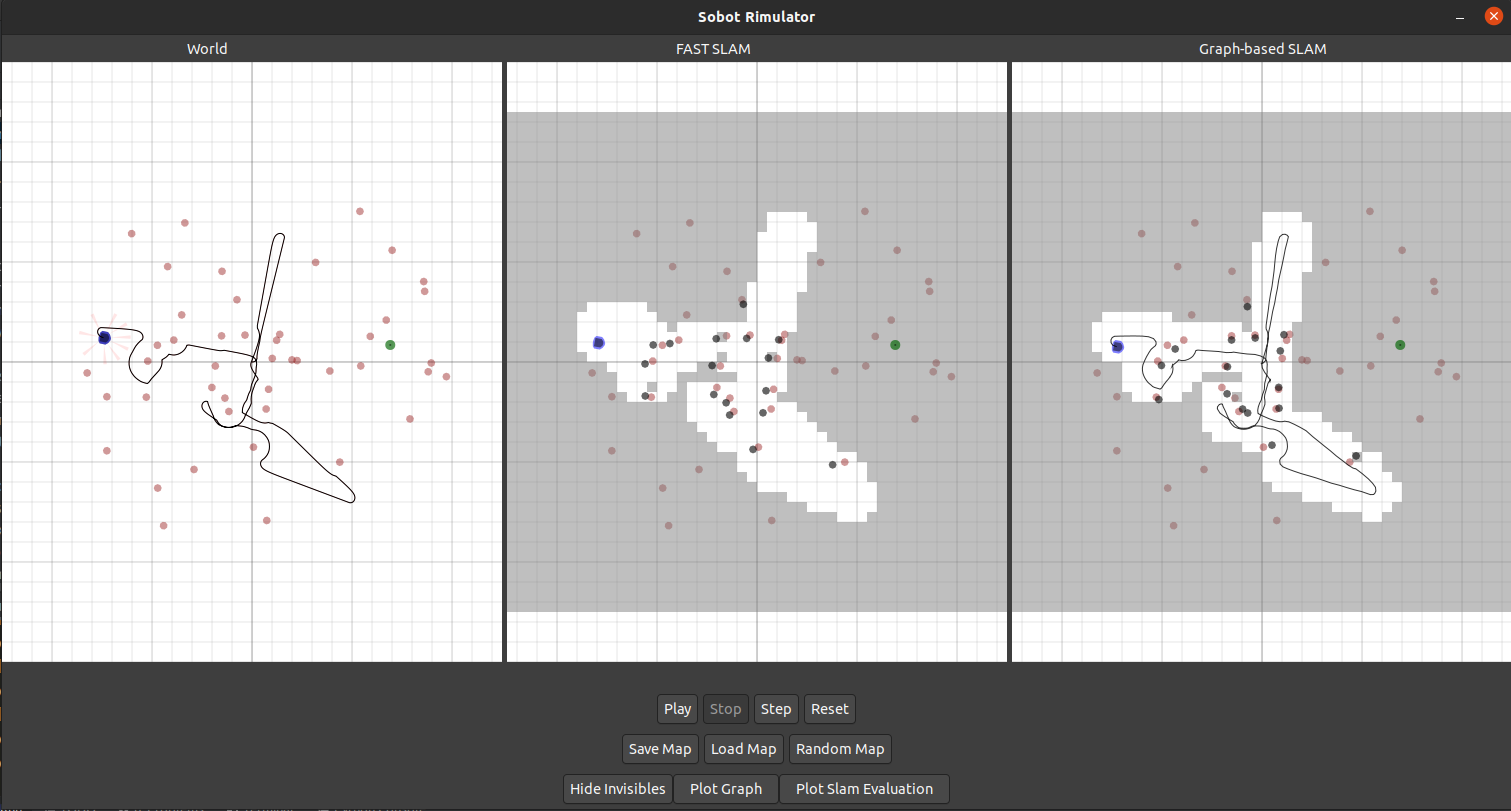 Sobot Rimulator
World FAST SLAM Graph-based SLAM
Play Stop Step Reset
Save Map Load Map Random Map
Hide Invisibles Plot Graph Plot Slam Evaluation